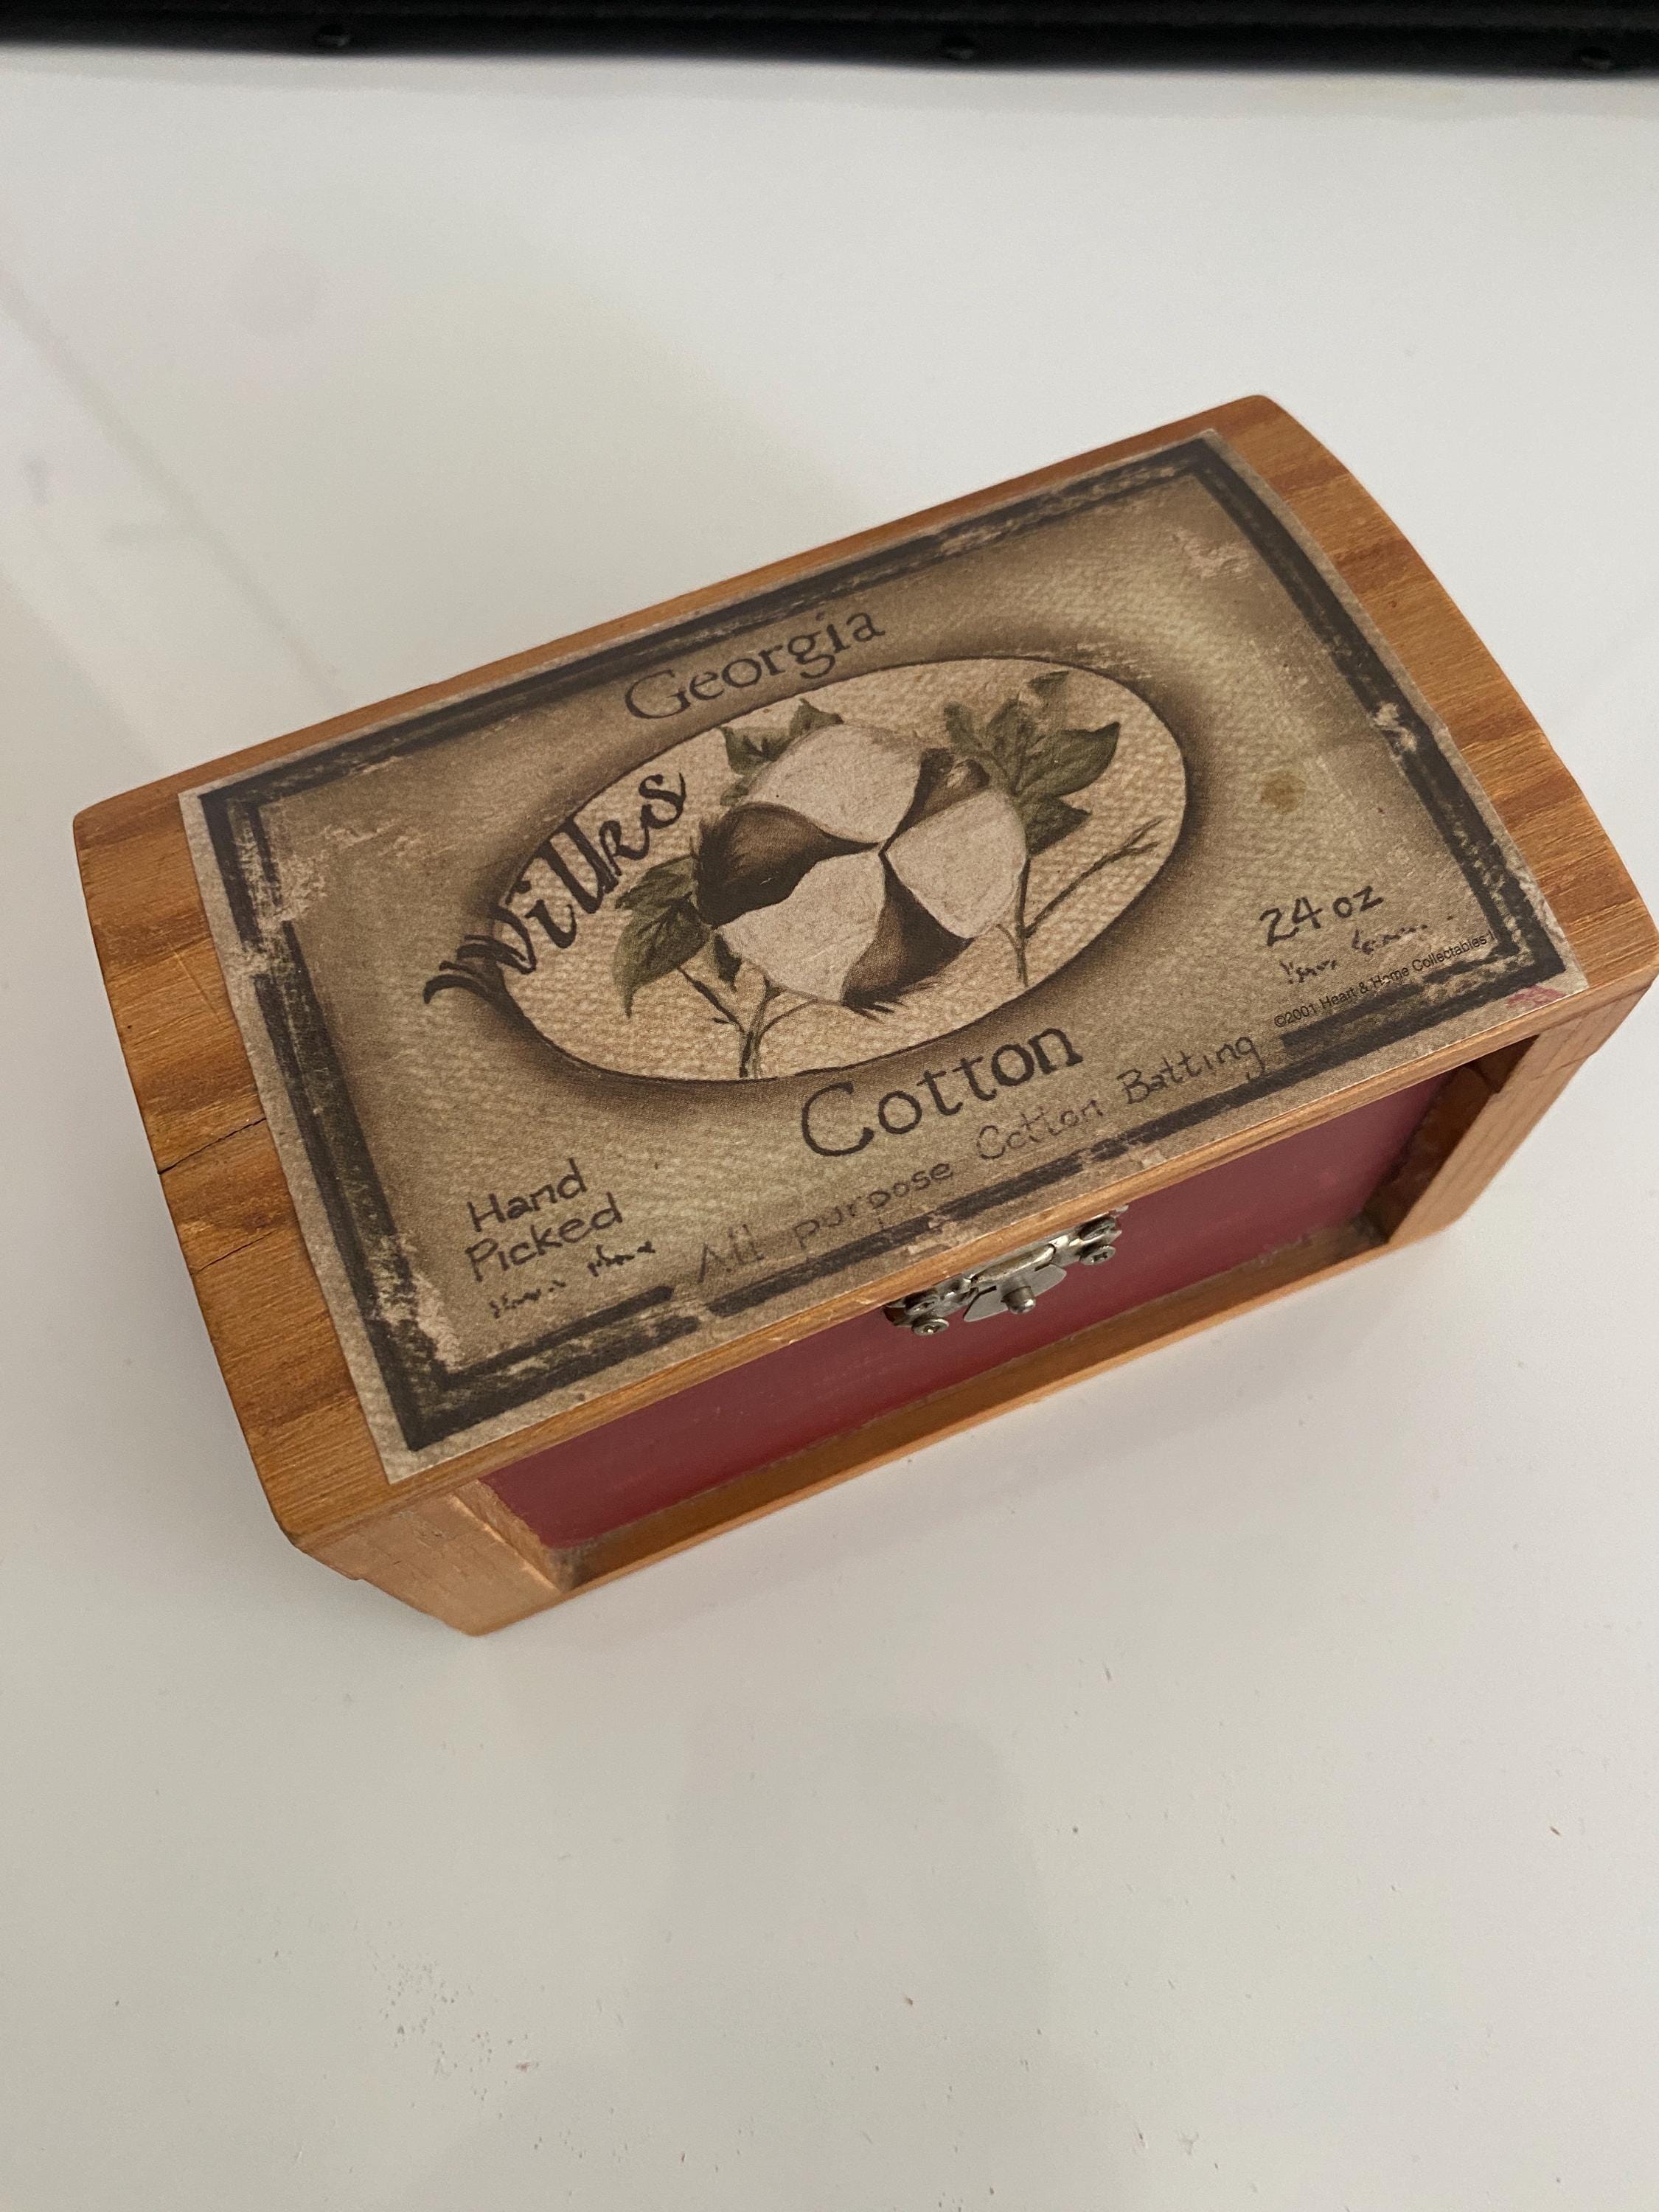 Georgia
Wilks
Cotton
All purpose Cotton Batting
Hand
Picked
24 oz
©2001 Heart & Home Collectables